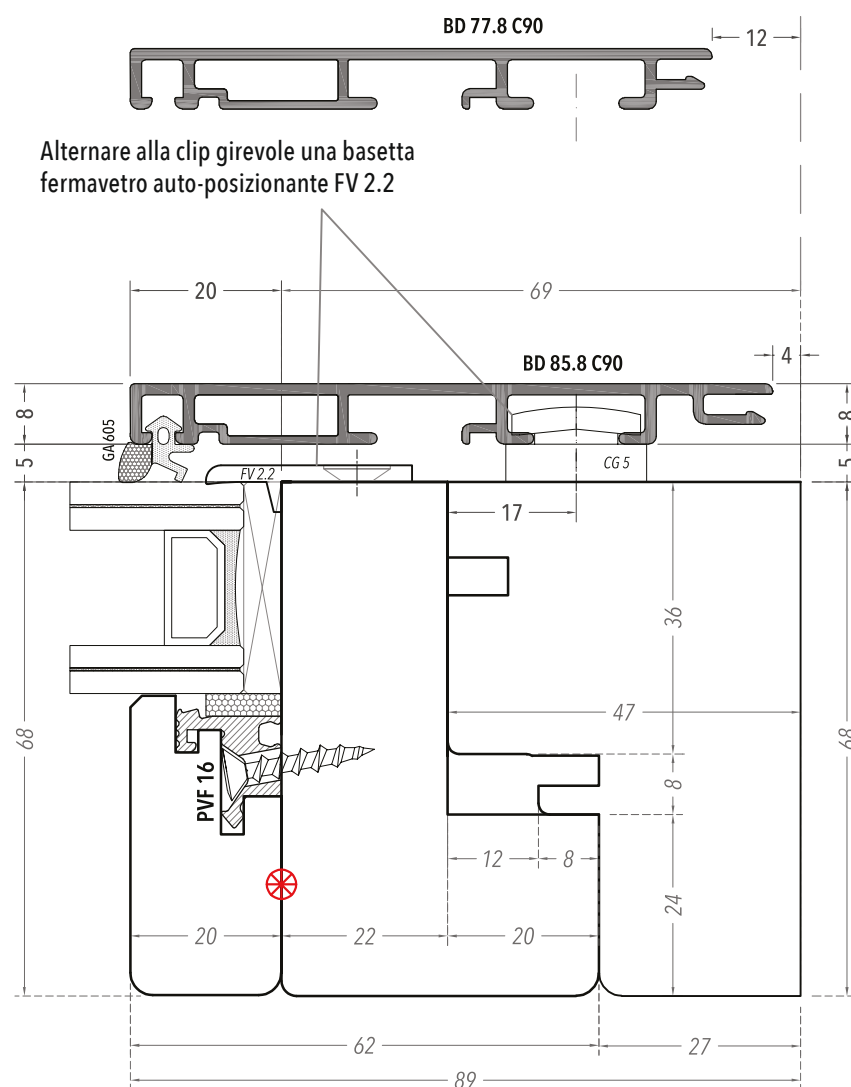 BD 77.8 C90
12
Alternare alla clip girevole una basetta
fermavetro auto-posizionante FV 2.2
20
69
BD 85.8 C90
4
8
8
GA 605
5
5
FV 2.2
CG 5
17
36
47
68
68
PVF 16
8
12
8
24
20
22
20
62
27
89